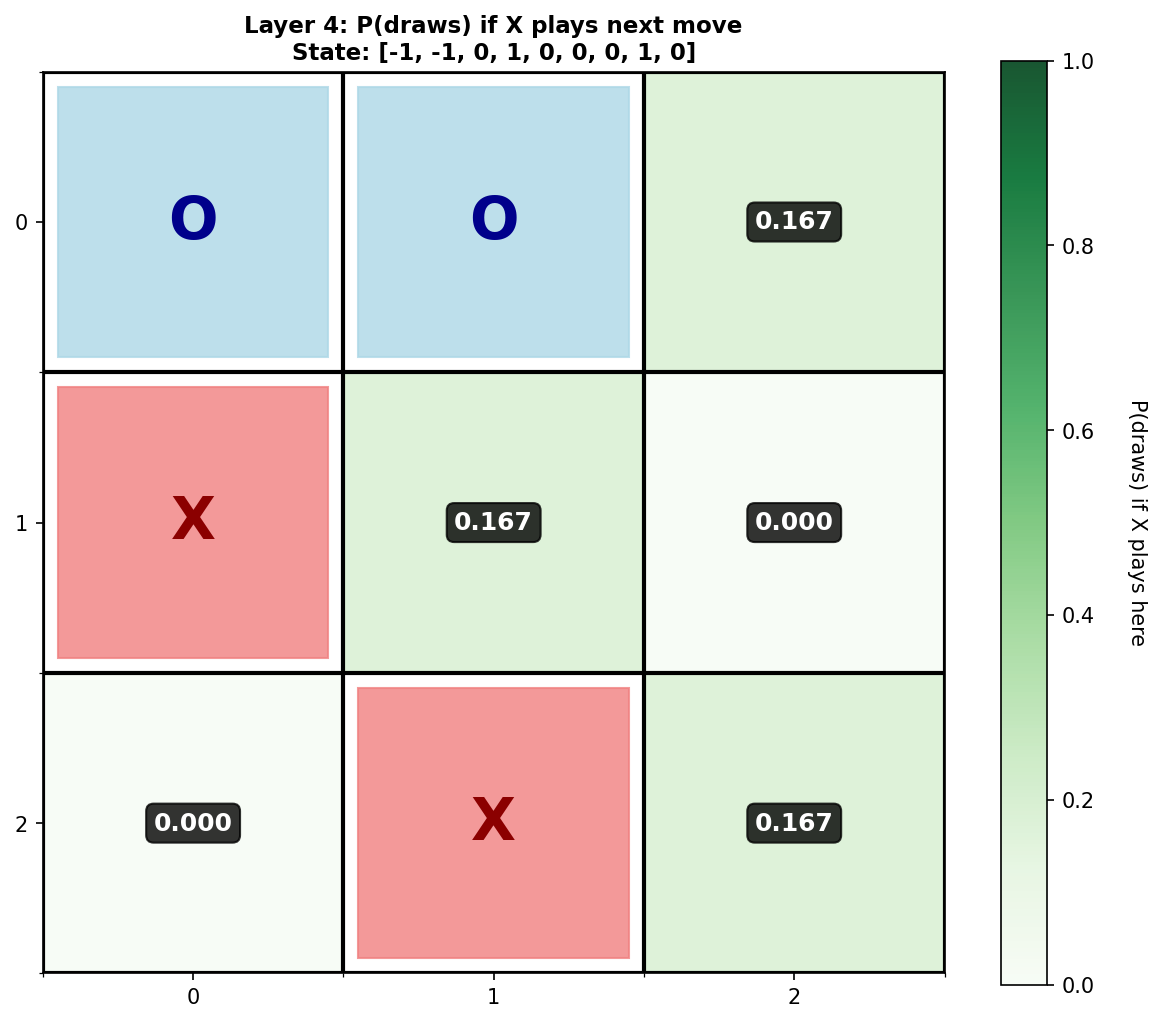 Layer 4: P(draws) if X plays next move
State: [-1, -1, 0, 1, 0, 0, 0, 1, 0]
O
O
0.167
X
0.167
0.000
0.000
X
0.167
0
1
2
0
1
2
1.0
0.8
0.6
0.4
0.2
0.0
P(draws) if X plays here